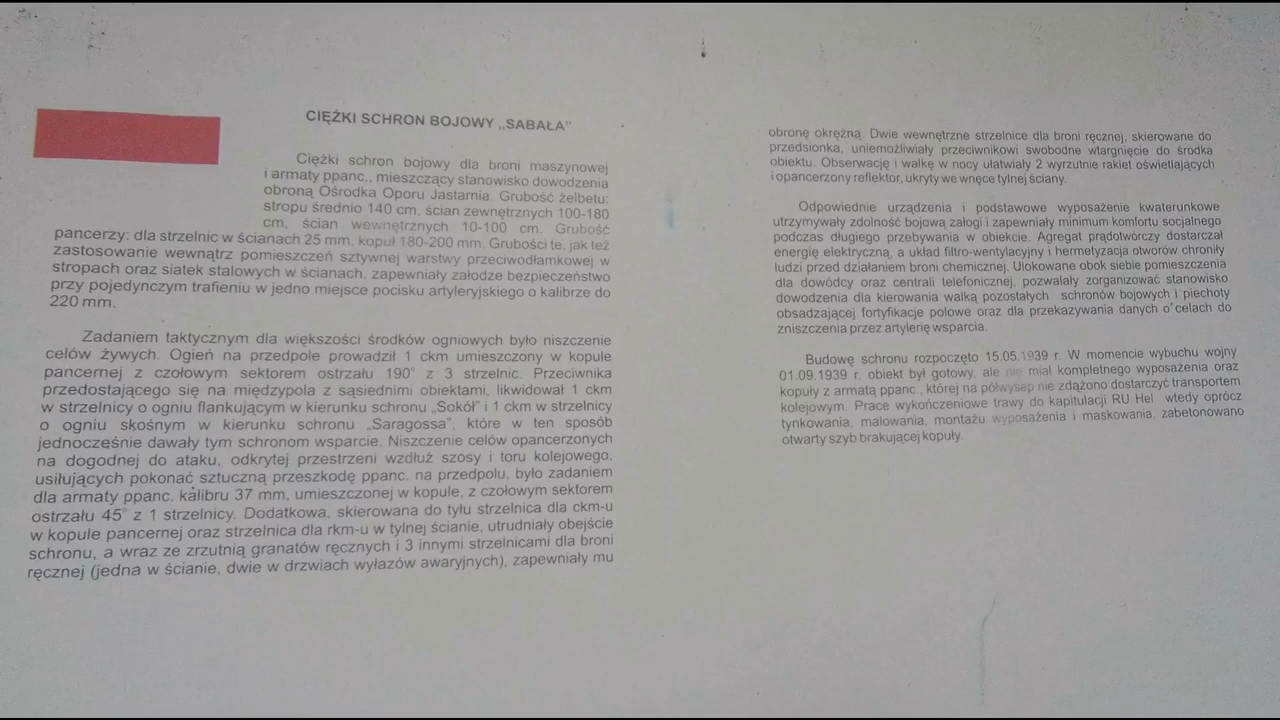 CIĘŻKI SCHRON BOJOWY „SABAŁA"
Ciężki schron bojowy dla broni maszynowej
i armaty ppanc., mieszczący stanowisko dowodzenia
obroną Ośrodka Oporu Jastarnia. Grubość żelbetu:
stropu średnio 140 cm, ścian zewnętrznych 100-180
cm, ścian wewnętrznych 10-100 cm. Grubość
pancerzy: dla strzelnic w ścianach 25 mm, kopuł 180-200 mm. Grubości te, jak też
zastosowanie wewnątrz pomieszczeń sztywnej warstwy przeciwodłamkowej w
stropach oraz siatek stalowych w ścianach, zapewniały załodze bezpieczeństwo
przy pojedynczym trafieniu w jedno miejsce pocisku artyleryjskiego o kalibrze do
220 mm.
Zadaniem taktycznym dla większości środków ogniowych było niszczenie
celów żywych. Ogień na przedpole prowadził 1 ckm umieszczony w kopule
pancernej z czołowym sektorem ostrzału 190° z 3 strzelnic. Przeciwnika
przedostającego się na międzypola z sąsiednimi obiektami, likwidował 1 ckm
w strzelnicy o ogniu flankującym w kierunku schronu „Sokół" i 1 ckm w strzelnicy
o ogniu skośnym w kierunku schronu „Saragossa", które w ten sposób
jednocześnie dawały tym schronom wsparcie. Niszczenie celów opancerzonych
na dogodnej do ataku, odkrytej przestrzeni wzdłuż szosy i toru kolejowego,
usiłujących pokonać sztuczną przeszkodę ppanc. na przedpolu, było zadaniem
dla armaty ppanc. kalibru 37 mm, umieszczonej w kopule, z czołowym sektorem
ostrzału 45° z 1 strzelnicy. Dodatkowa, skierowana do tyłu strzelnica dla ckm-u
w kopule pancernej oraz strzelnica dla rkm-u w tylnej ścianie, utrudniały obejście
schronu, a wraz ze zrzutnią granatów ręcznych i 3 innymi strzelnicami dla broni
ręcznej (jedna w ścianie, dwie w drzwiach wyłazów awaryjnych), zapewniały mu
obronę okrężną. Dwie wewnętrzne strzelnice dla broni ręcznej, skierowane do
przedsionka, uniemożliwiały przeciwnikowi swobodne wtargnięcie do środka
obiektu. Obserwację i walkę w nocy ułatwiały 2 wyrzutnie rakiet oświetlających
i opancerzony reflektor, ukryty we wnęce tylnej ściany.
Odpowiednie urządzenia i podstawowe wyposażenie kwaterunkowe
utrzymywały zdolność bojową załogi i zapewniały minimum komfortu socjalnego
podczas długiego przebywania w obiekcie. Agregat prądotwórczy dostarczał
energię elektryczną, a układ filtro-wentylacyjny i hermetyzacja otworów chroniły
ludzi przed działaniem broni chemicznej. Ulokowane obok siebie pomieszczenia
dla dowódcy oraz centrali telefonicznej, pozwalały zorganizować stanowisko
dowodzenia dla kierowania walką pozostałych schronów bojowych i piechoty
obsadzającej fortyfikacje polowe oraz dla przekazywania danych o celach do
zniszczenia przez artylerię wsparcia.
Budowę schronu rozpoczęto 15.05.1939 r. W momencie wybuchu wojny
01.09.1939 r. obiekt był gotowy, ale nie miał kompletnego wyposażenia oraz
kopuły z armatą ppanc., której na półwysep nie zdążono dostarczyć transportem
kolejowym. Prace wykończeniowe trawy do kapitulacji RU Hel wtedy oprócz
tynkowania, malowania, montażu wyposażenia i maskowania, zabetonowano
otwarty szyb brakującej kopuły.